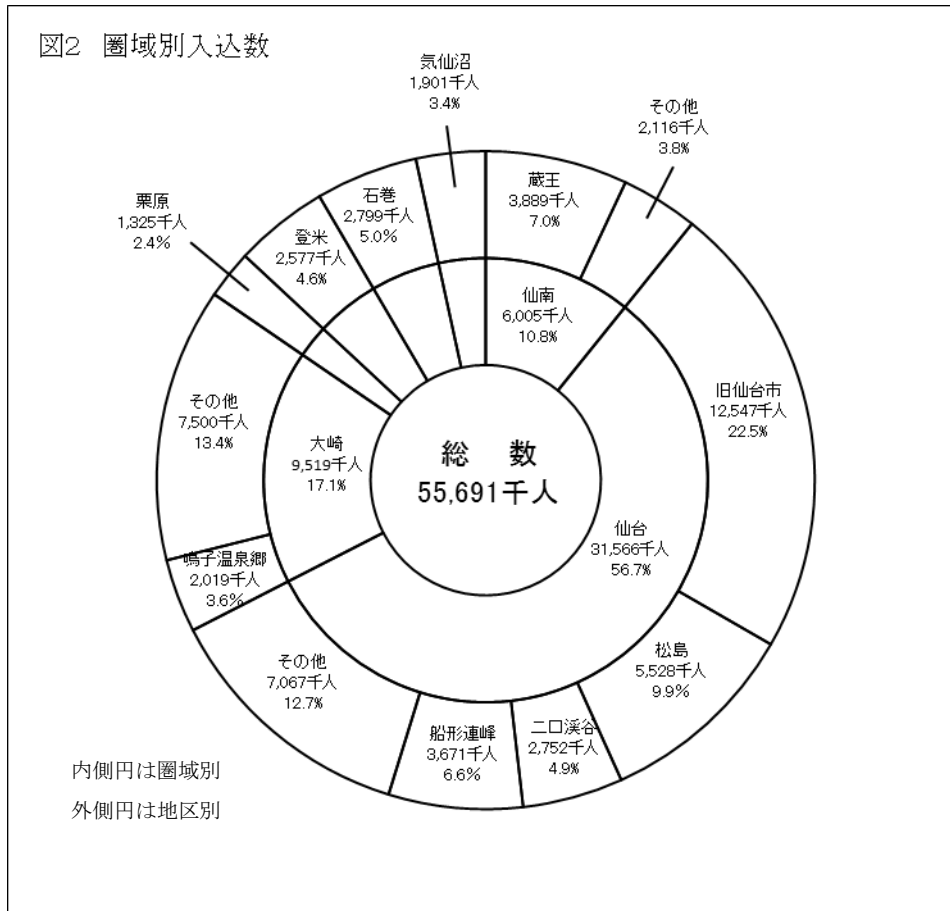 図2 圏域別入込数
気仙沼
1,901千人
3.4%
その他
2,116千人
3.8%
蔵王
3,889千人
7.0%
石巻
2,799千人
5.0%
栗原
1,325千人
2.4%
登米
2,577千人
4.6%
仙南
6,005千人
10.8%
旧仙台市
12,547千人
22.5%
その他
7,500千人
13.4%
大崎
9,519千人
17.1%
総 数
55,691千人
仙台
31,566千人
56.7%
鳴子温泉郷
2,019千人
3.6%
松島
5,528千人
9.9%
その他
7,067千人
12.7%
船形連峰
3,671千人
6.6%
二口渓谷
2,752千人
4.9%
内側円は圏域別
外側円は地区別